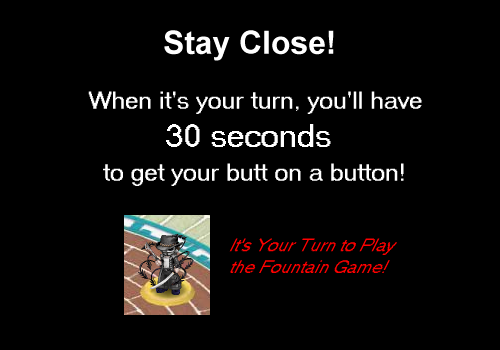 Stay Close!
When it's your turn, you'll have
30 seconds
to get your butt on a button!
It's Your Turn to Play
the Fountain Game!